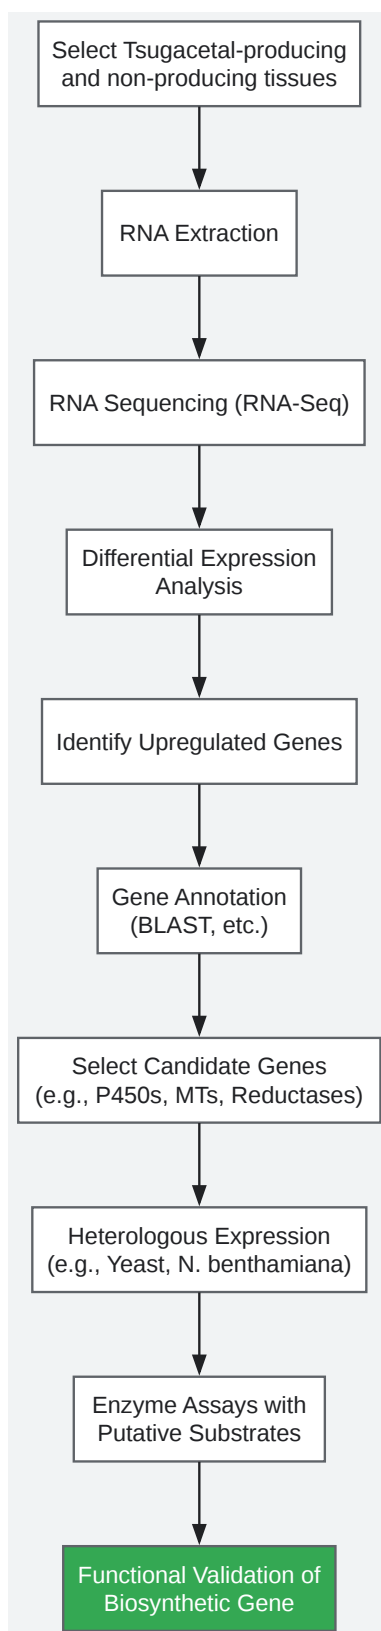 Select Tsugacetal-producing
and non-producing tissues
RNA Extraction
RNA Sequencing (RNA-Seq)
Differential Expression
Analysis
Identify Upregulated Genes
Gene Annotation
(BLAST, etc.)
Select Candidate Genes
(e.g., P450s, MTs, Reductases)
Heterologous Expression
(e.g., Yeast, N. benthamiana)
Enzyme Assays with
Putative Substrates
Functional Validation of
Biosynthetic Gene